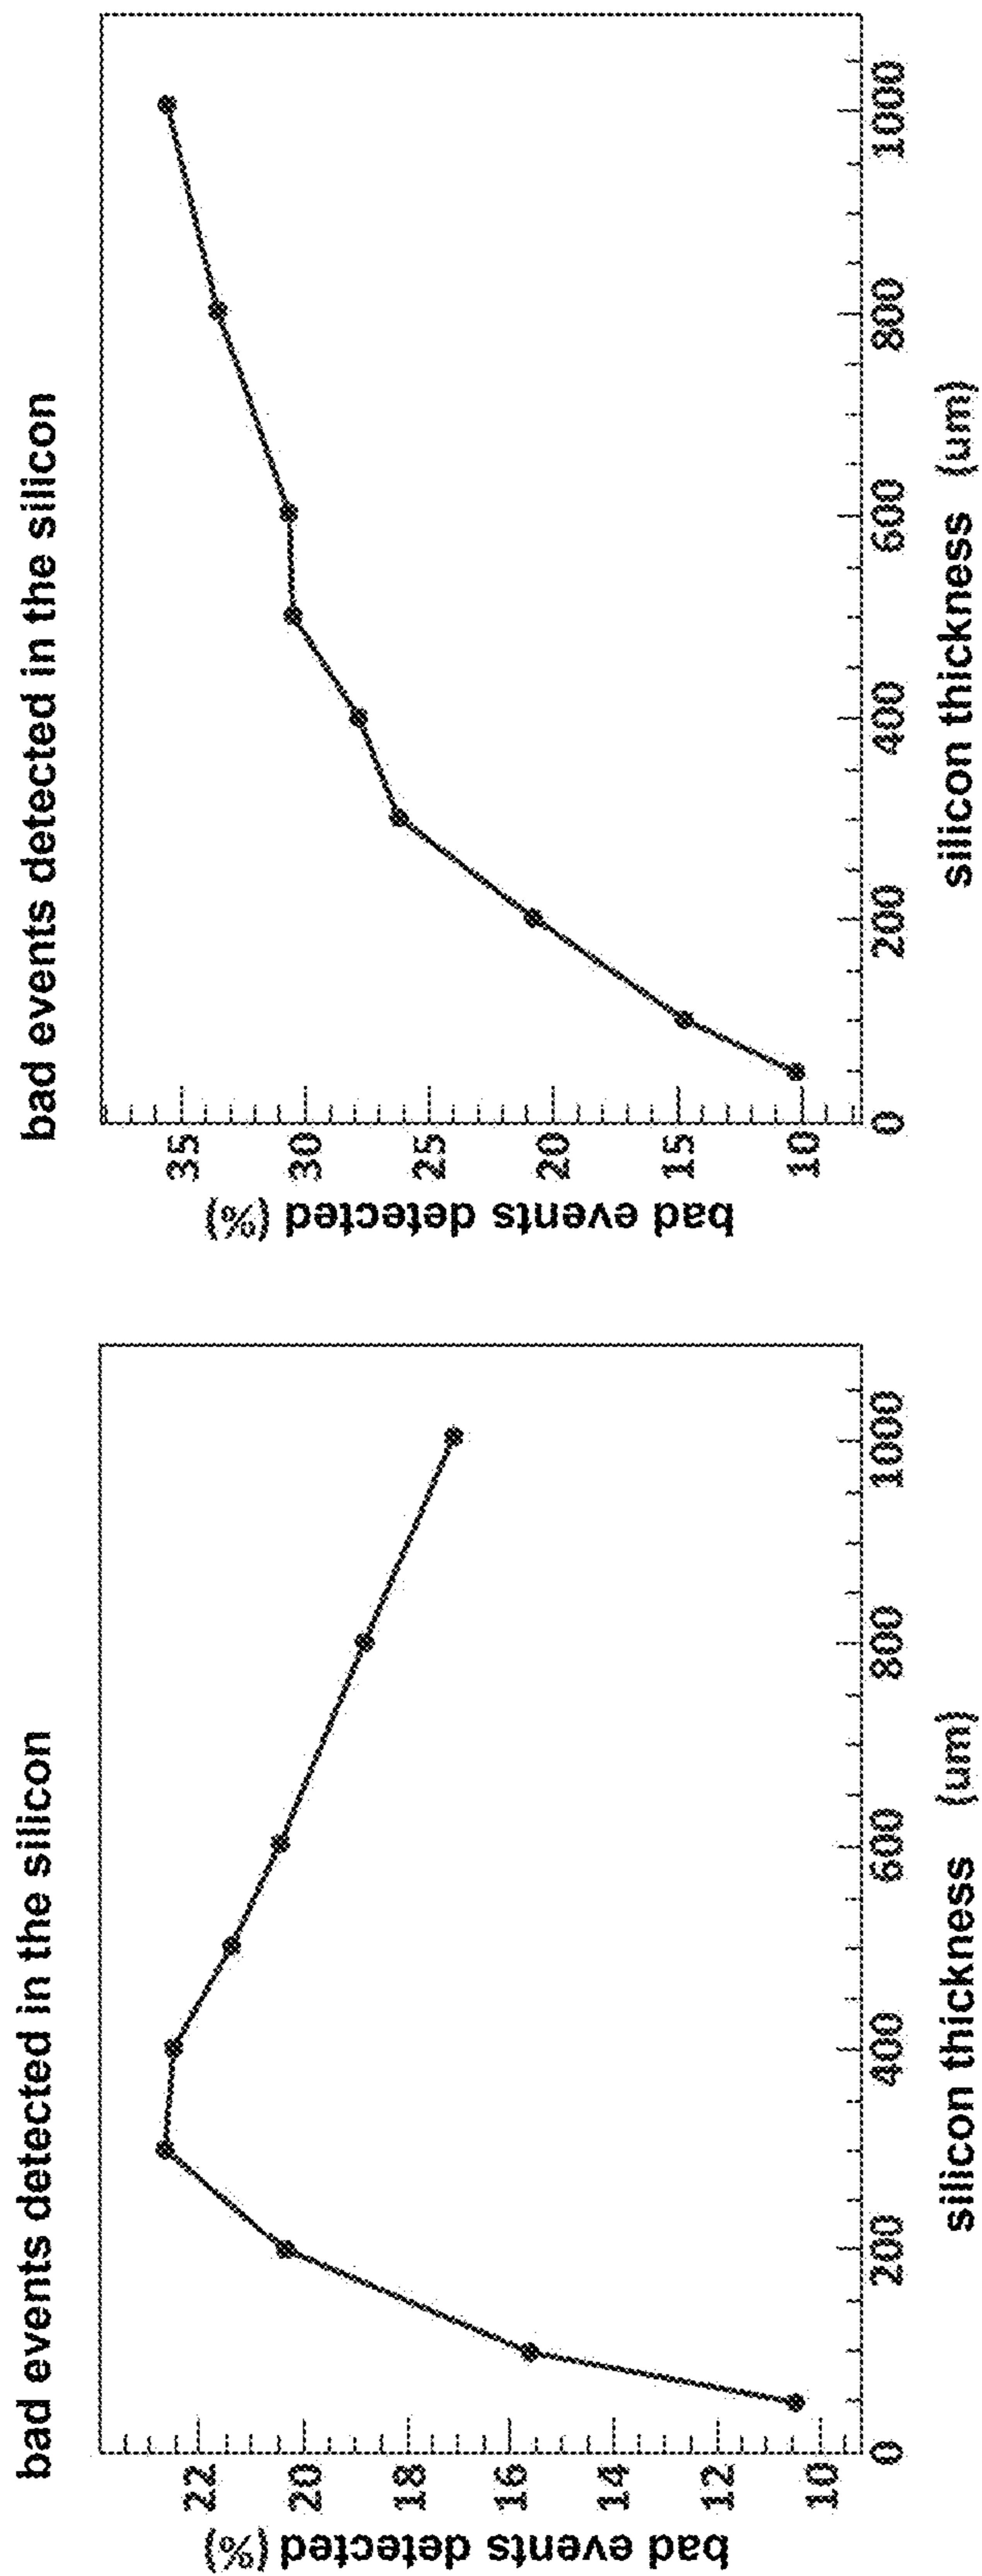 bad events detected in the silicon
bad events detected (%)
22
20
18
16
14
12
10
0 200 400 600 800 1000
silicon thickness (um)
bad events detected in the silicon
bad events detected (%)
35
30
25
20
15
10
0 200 400 600 800 1000
silicon thickness (um)